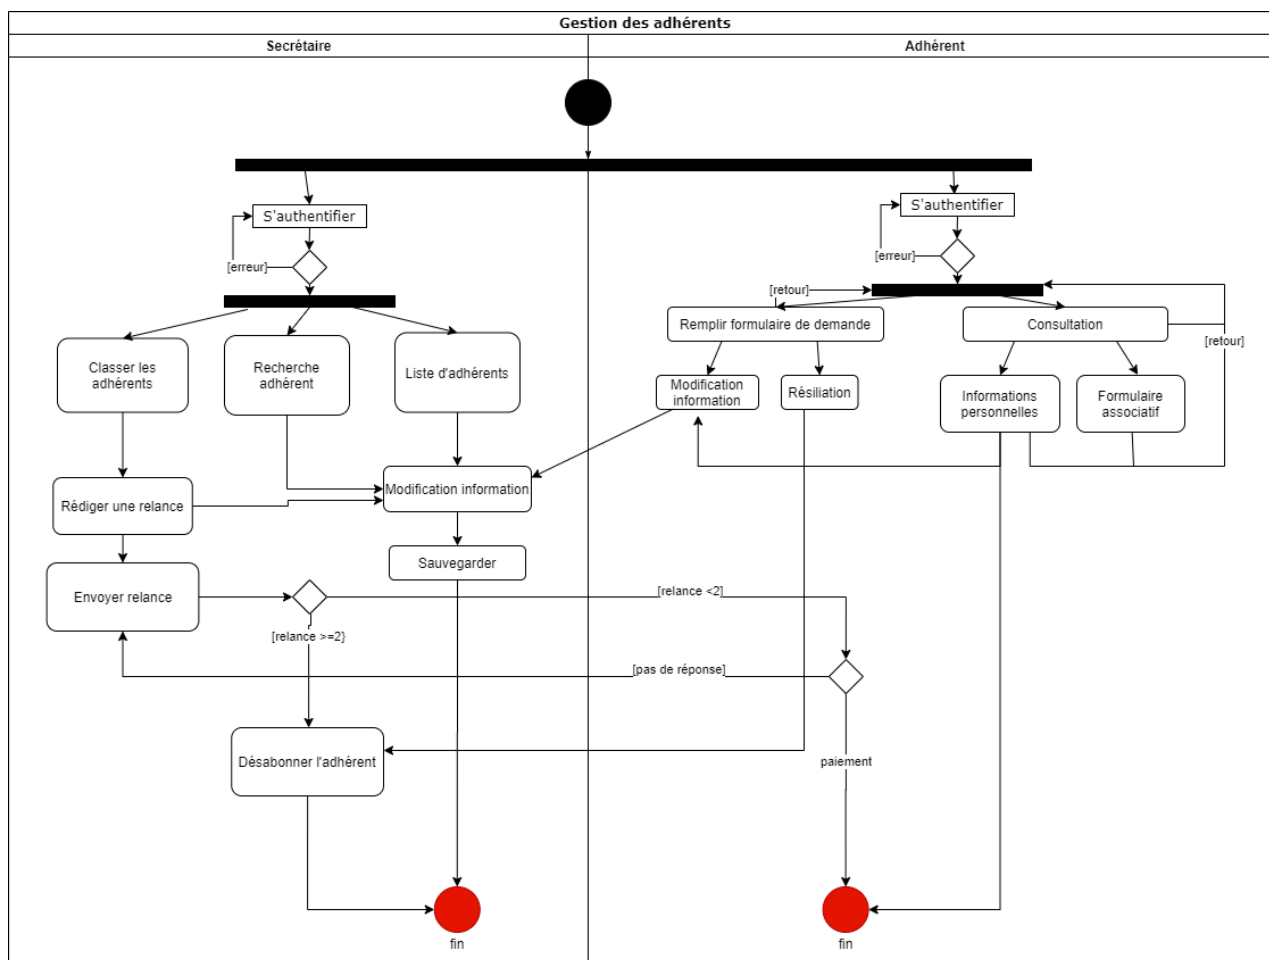 Gestion des adhérents
Secrétaire
Adhérent
S'authentifier
S'authentifier
[erreur]
[erreur]
[retour]
Remplir formulaire de demande
Consultation
[retour]
Classer les
adhérents
Recherche
adhérent
Liste d'adhérents
Modification
information
Résiliation
Informations
personnelles
Formulaire
associatif
Modification information
Rédiger une relance
Sauvegarder
Envoyer relance
[relance <2]
[relance >=2}
[pas de réponse]
Désabonner l'adhérent
paiement
fin
fin